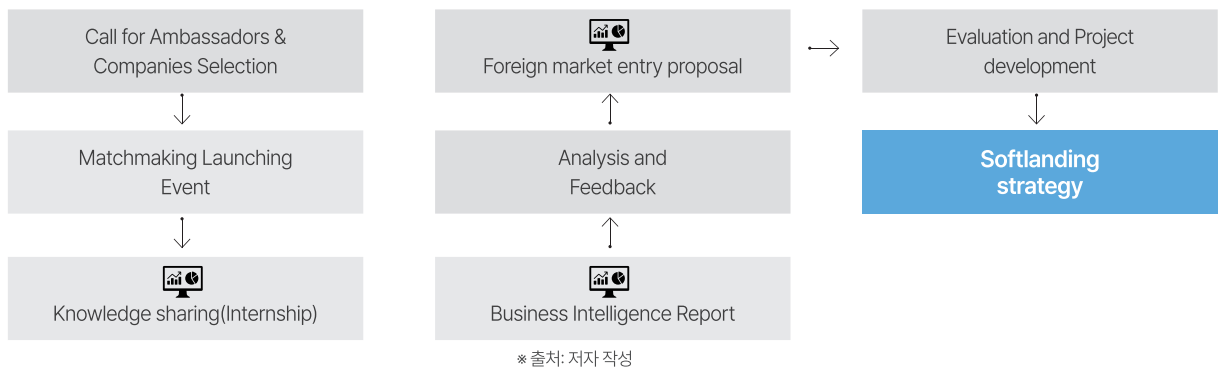 Call for Ambassadors &
Companies Selection
Matchmaking Launching
Event
Knowledge sharing(Internship)
Foreign market entry proposal
Analysis and
Feedback
Business Intelligence Report
Evaluation and Project
development
Softlanding
strategy
※ 출처: 저자 작성